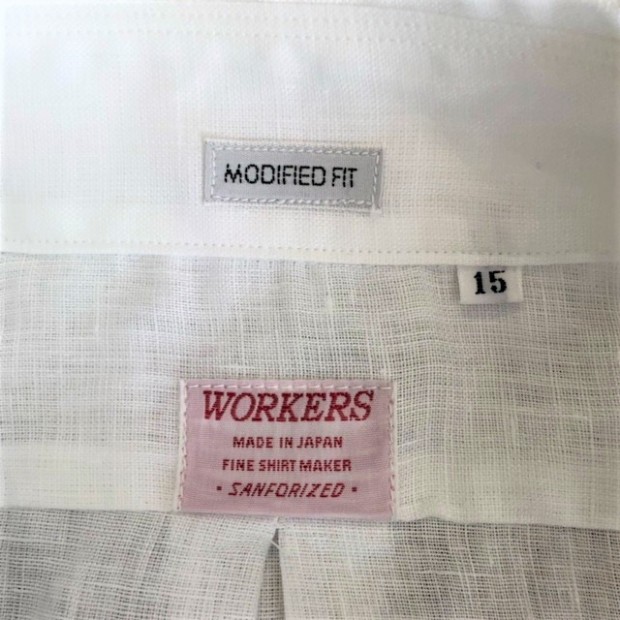 MODIFIED FIT
15
WORKERS
MADE IN JAPAN
FINE SHIRT MAKER
• SANFORIZED •